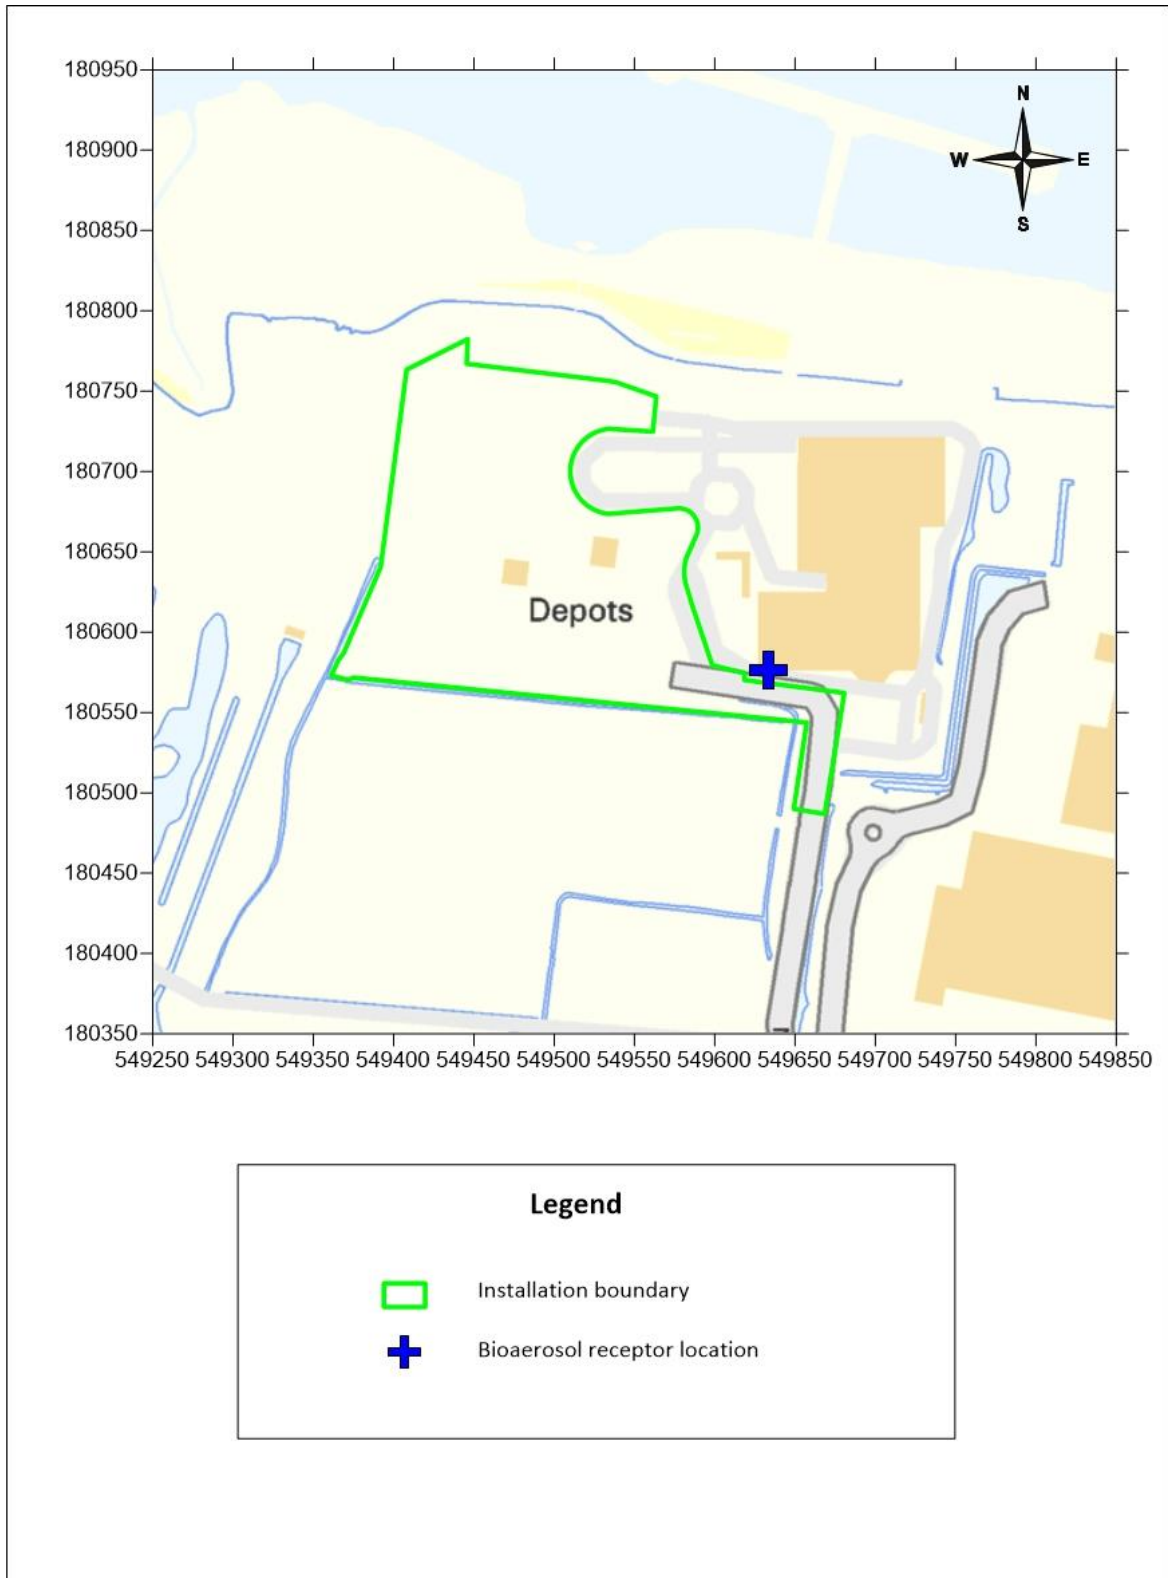 180950
N
180900
W E
S
180850
180800
180750
180700
180650
180600
Depots
180550
180500
180450
180400
180350
549250 549300 549350 549400 549450 549500 549550 549600 549650 549700 549750 549800 549850
Legend
Installation boundary
Bioaerosol receptor location